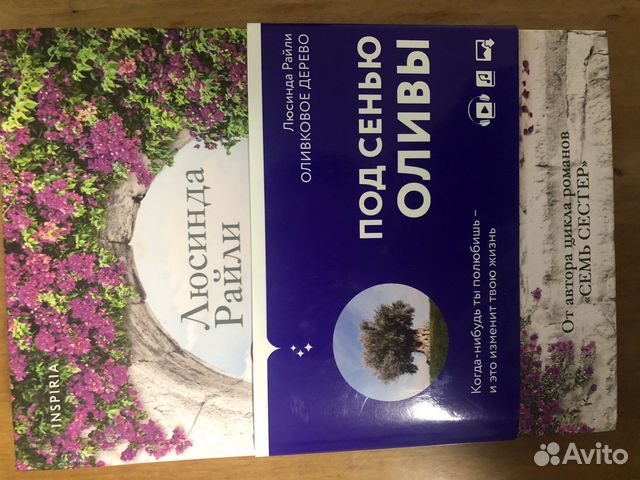 Люсинда Райли
ОЛИВКОВОЕ ДЕРЕВО
ПОД СЕНЬЮ
ОЛИВЫ
Когда-нибудь ты полюбишь –
и это изменит твою жизнь
Люсинда
Райли
INSPIRIA
От автора цикла романов
«СЕМЬ СЕСТЕР»
Avito